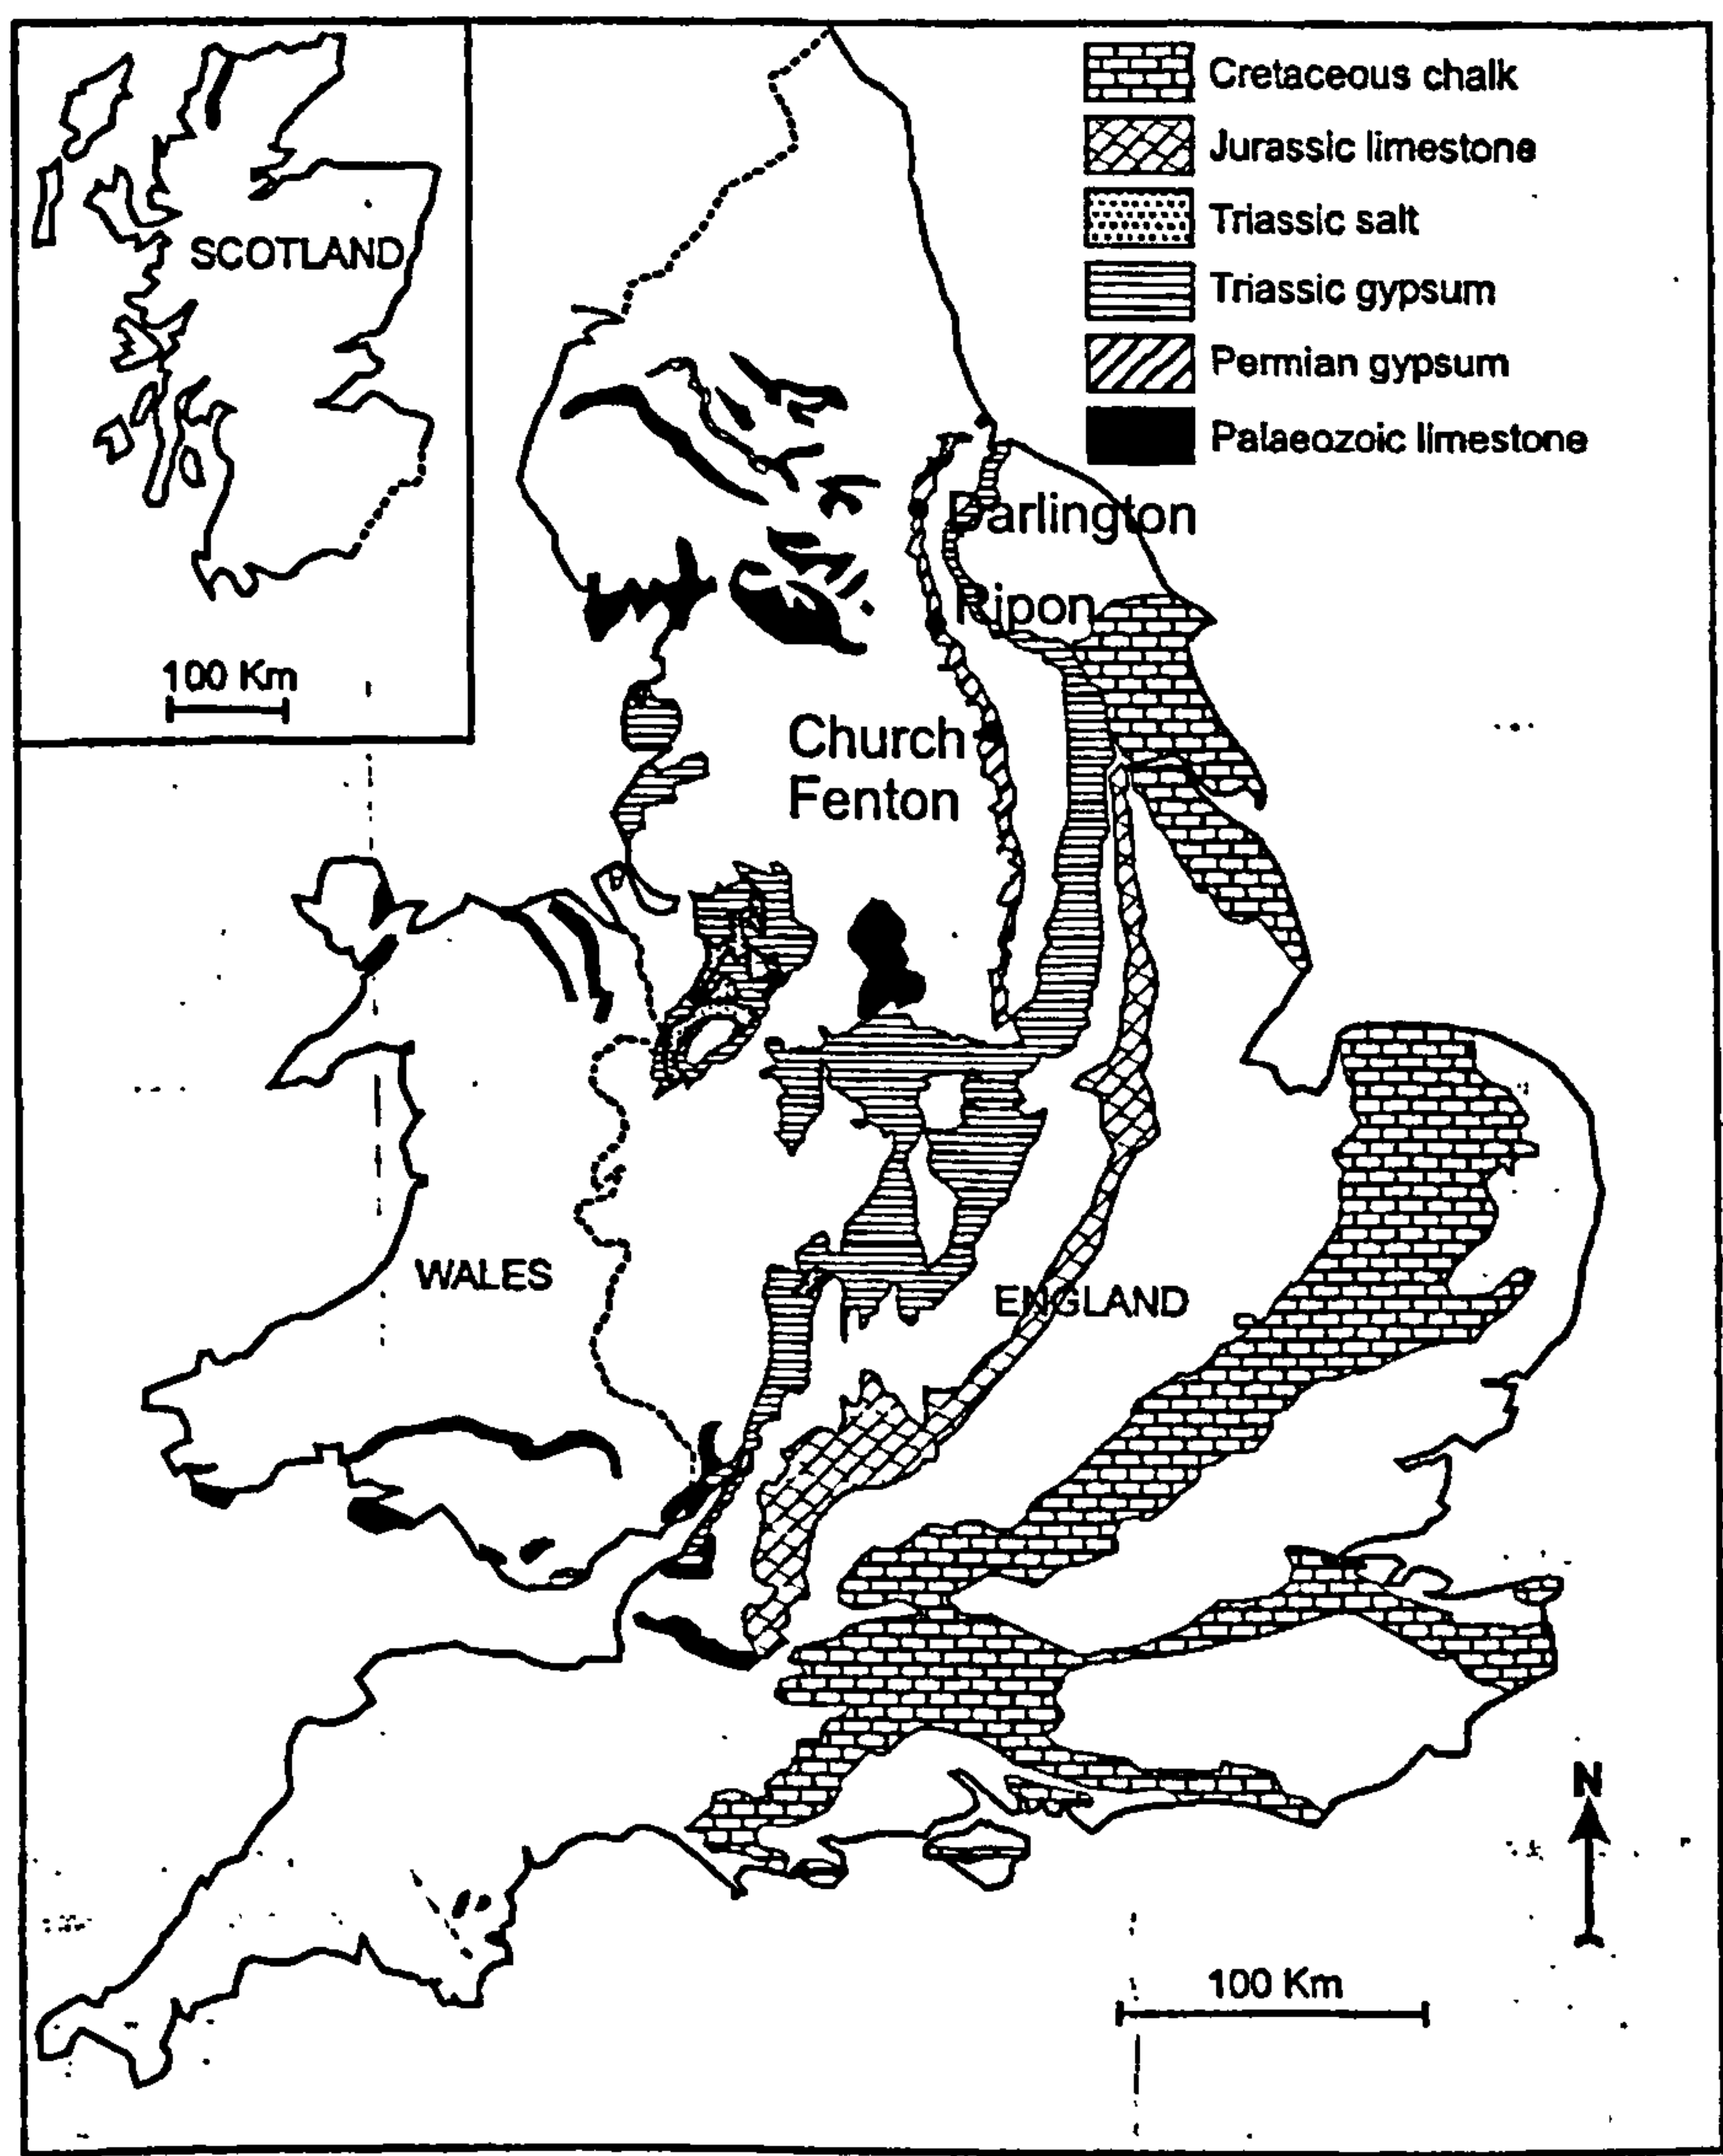 SCOTLAND
100 Km
Cretaceous chalk
Jurassic limestone
Triassic salt
Triassic gypsum
Permian gypsum
Palaeozoic limestone
Darlington
Ripon
Church
Fenton
WALES
ENGLAND
N
100 Km